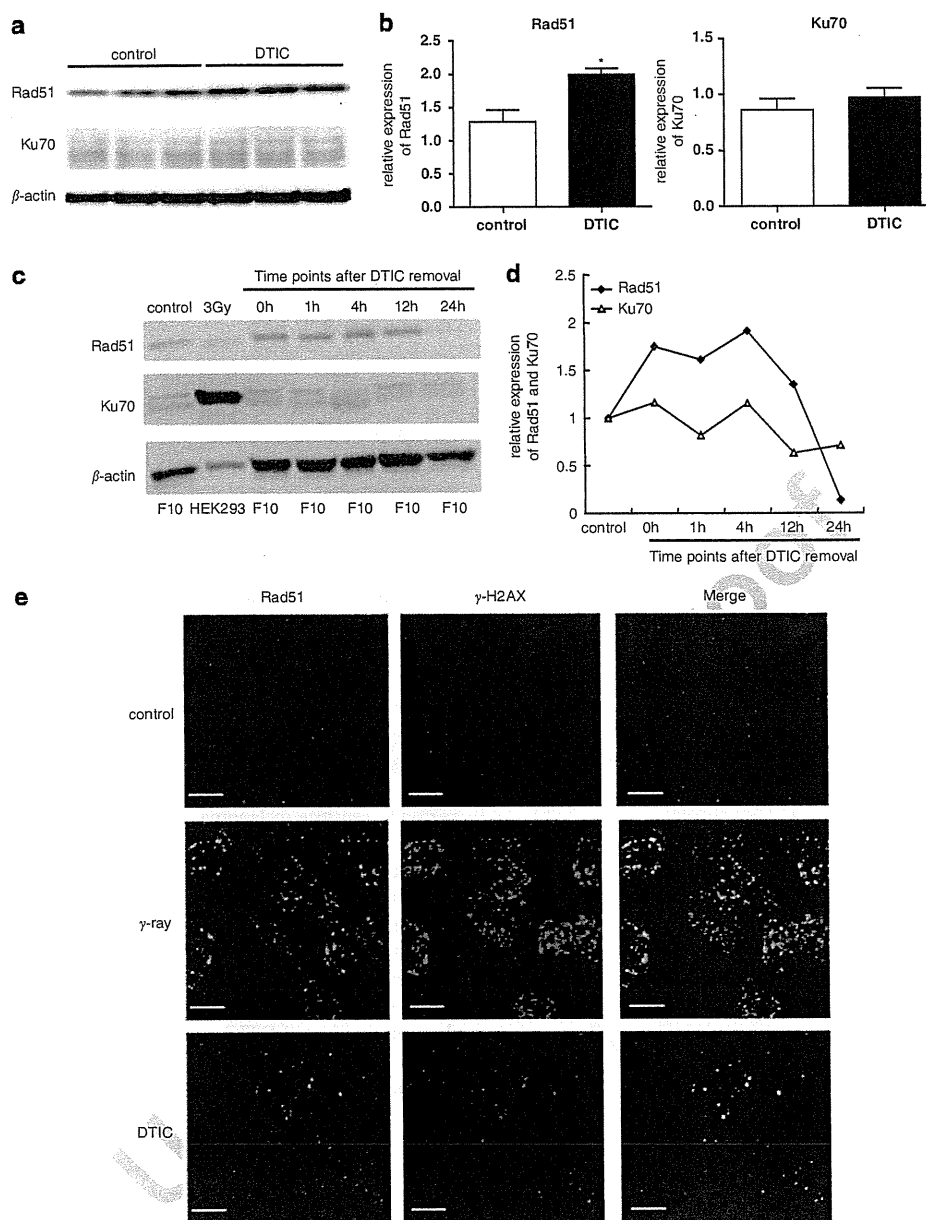 a
control DTIC
Rad51
Ku70
β-actin
b
Rad51
relative expression
of Rad51
2.5
2.0
1.5
1.0
0.5
0.0
*
control DTIC
Ku70
relative expression
of Ku70
1.5
1.0
0.5
0.0
control DTIC
c
Time points after DTIC removal
control 3Gy 0h 1h 4h 12h 24h
Rad51
Ku70
β-actin
F10 HEK293 F10 F10 F10 F10 F10
d
relative expression
of Rad51 and Ku70
2.5
2
1.5
1
0.5
0
Rad51
Ku70
control 0h 1h 4h 12h 24h
Time points after DTIC removal
e
Rad51 γ-H2AX Merge
control
γ-ray
DTIC